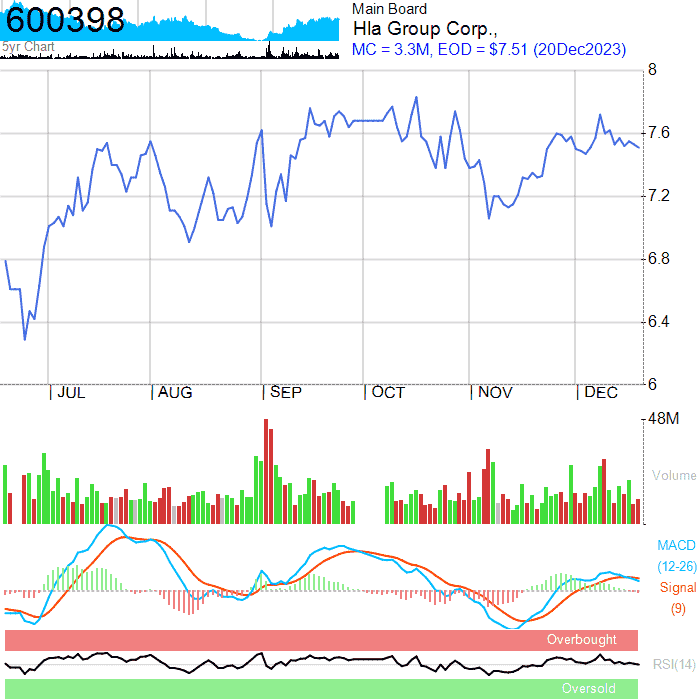 600398
5yr Chart
Main Board
Hla Group Corp.,
MC = 3.3M, EOD = $7.51 (20Dec2023)
8
7.6
7.2
6.8
6.4
6
JUL AUG SEP OCT NOV DEC
48M
Volume
MACD
(12-26)
Signal
(9)
Overbought
RSI(14)
Oversold